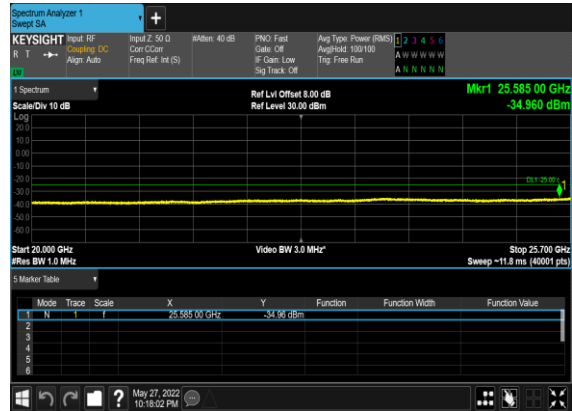 Spectrum Analyzer 1
Swept SA
KEYSIGHT Input: RF Input Z: 50 Ω #Atten: 40 dB PNO: Fast Avg Type: Power (RMS) 1 2 3 4 5 6
R T Coupling: DC Corr CCorr Gate: Off Avg|Hold: 100/100 A W W W W W
Align: Auto Freq Ref: Int (S) IF Gain: Low Trig: Free Run
Sig Track: Off A N N N N N
1 Spectrum Ref Lvl Offset 8.00 dB Mkr1 25.585 00 GHz
Scale/Div 10 dB Ref Level 30.00 dBm -34.960 dBm
Log
20.0
10.0
0.00
-10.0
-20.0
-30.0
-40.0
-50.0
-60.0
1
Start 20.000 GHz Video BW 3.0 MHz* Stop 25.700 GHz
#Res BW 1.0 MHz Sweep ~11.8 ms (40001 pts)
5 Marker Table
Mode Trace Scale X Y Function Function Width Function Value
1 N 1 f 25.585 00 GHz -34.96 dBm
2
3
4
5
6
? May 27, 2022
10:18:02 PM